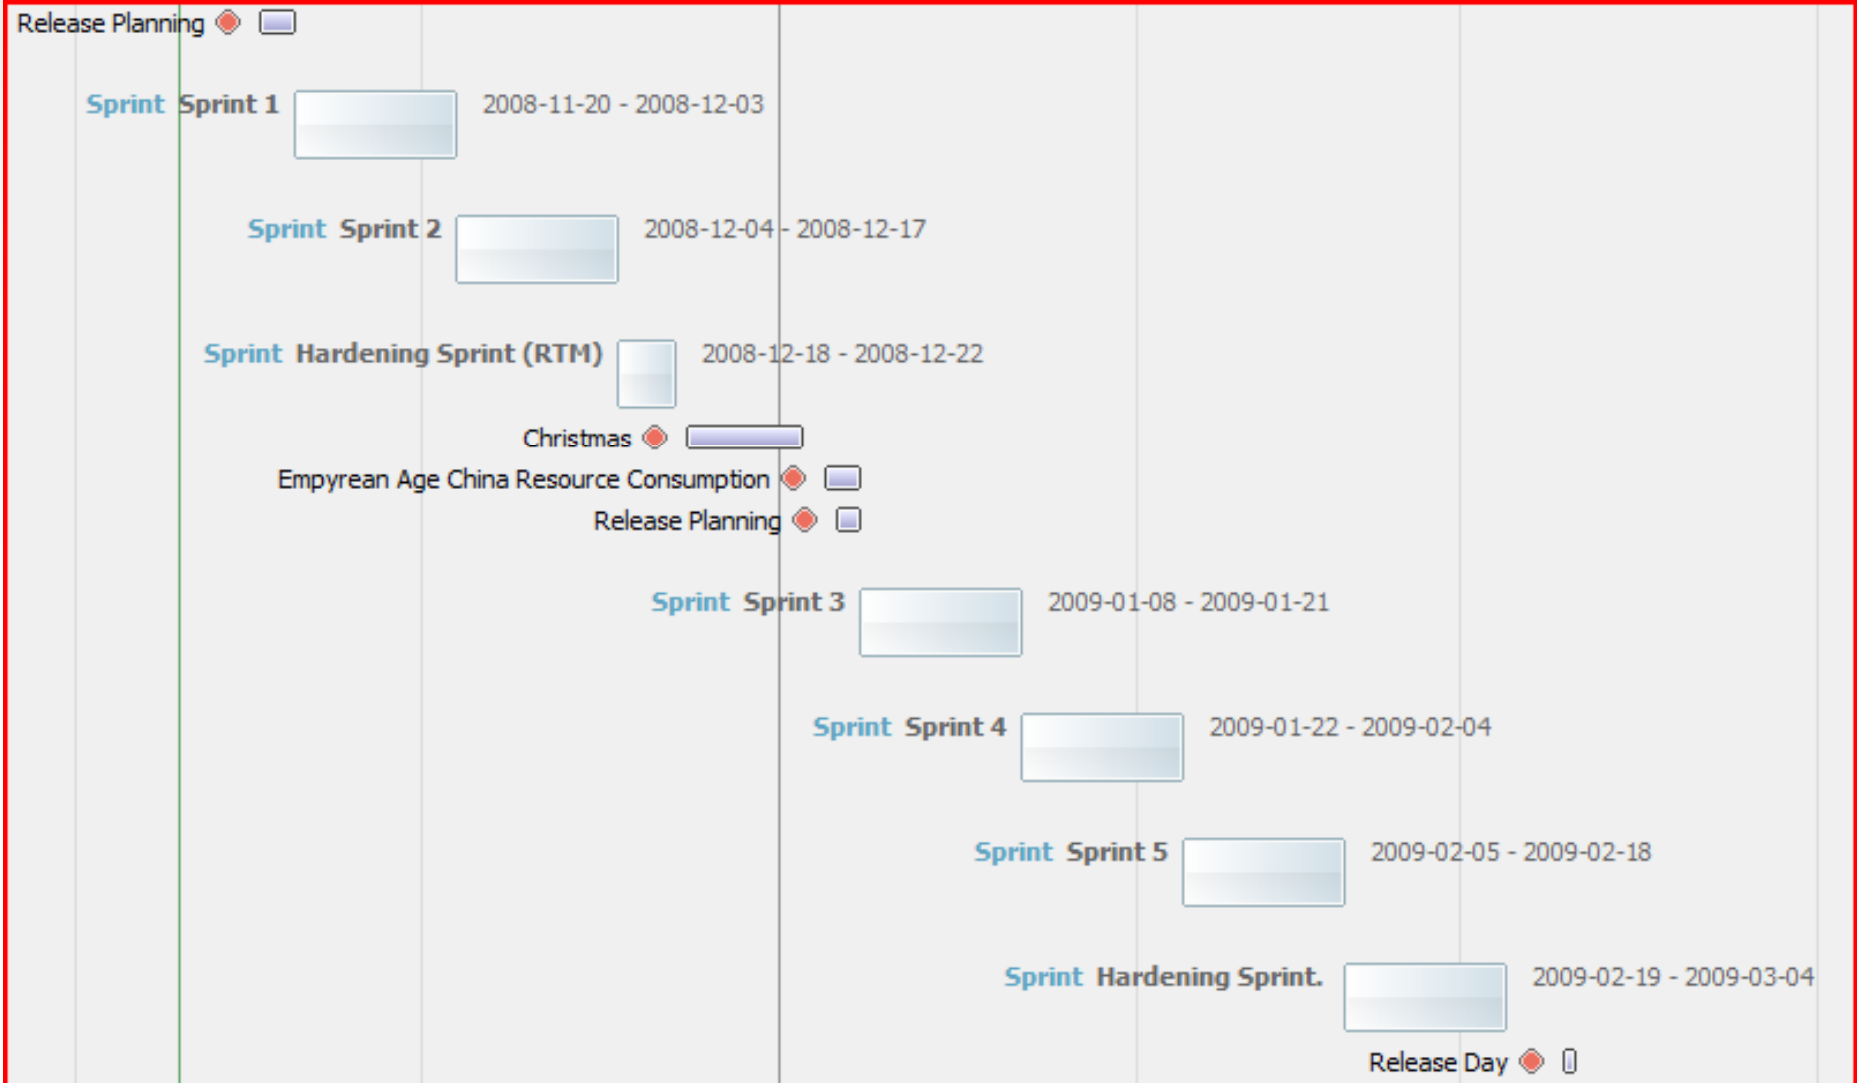 Release Planning
Sprint Sprint 1 2008-11-20 - 2008-12-03
Sprint Sprint 2 2008-12-04 - 2008-12-17
Sprint Hardening Sprint (RTM) 2008-12-18 - 2008-12-22
Christmas
Empyrean Age China Resource Consumption
Release Planning
Sprint Sprint 3 2009-01-08 - 2009-01-21
Sprint Sprint 4 2009-01-22 - 2009-02-04
Sprint Sprint 5 2009-02-05 - 2009-02-18
Sprint Hardening Sprint. 2009-02-19 - 2009-03-04
Release Day